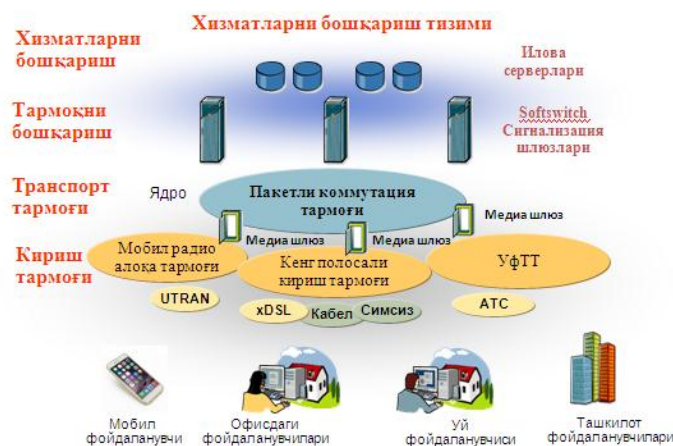 Хизматларни бошқариш тизими
Хизматларни
бошқариш
Илова
серверлари
Тармоқни
бошқариш
Softswitch
Сигнализация
шлюзлари
Транспорт
тармоғи
Ядро
Пакетли коммутация
тармоғи
Медиа шлюз
Медиа шлюз
Медиа шлюз
Кириш
тармоғи
Мобил радио
алоқа тармоғи
Кенг полосали
кириш тармоғи
УфТТ
UTRAN
xDSL
Кабел
Симсиз
АТС
Мобил
фойдаланувчи
Офисдаги
фойдаланувчилари
Уй
фойдаланувчиси
Ташкилот
фойдаланувчилари